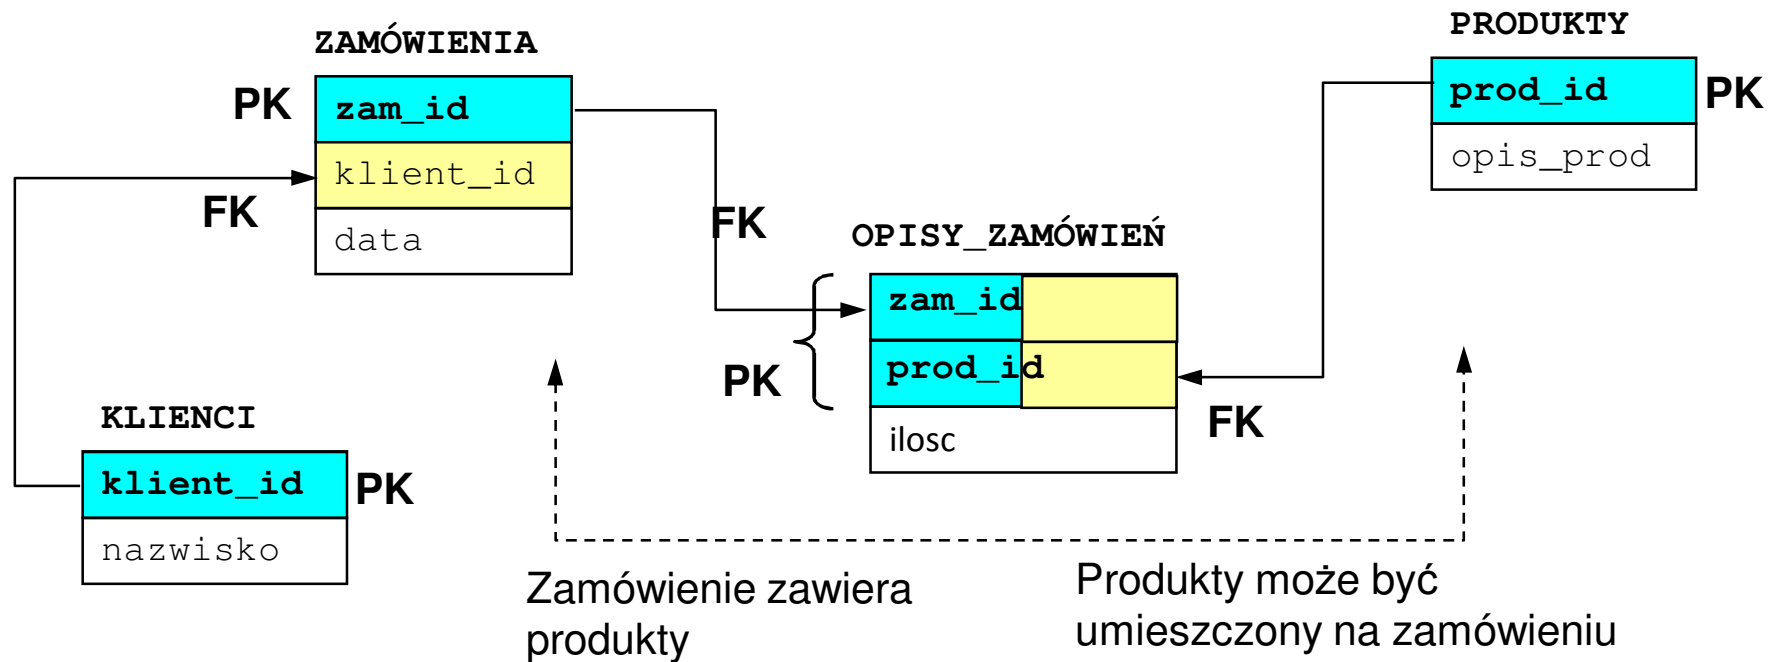 ZAMÓWIENIA
PK
zam_id
klient_id
FK
data
KLIENCI
klient_id
PK
nazwisko
FK
OPISY_ZAMÓWIEŃ
zam_id
PK
prod_id
FK
ilosc
PRODUKTY
prod_id
PK
opis_prod
Zamówienie zawiera
produkty
Produkty może być
umieszczony na zamówieniu